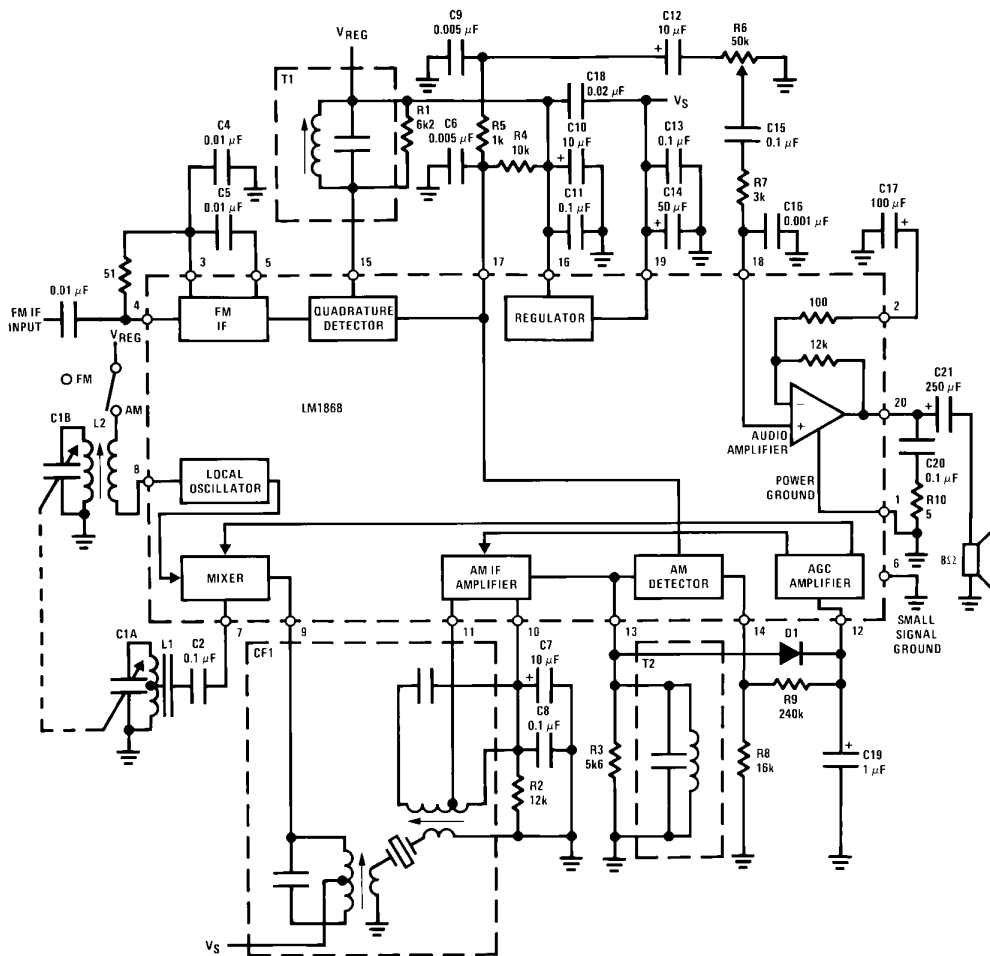 C9
0.005 μF
C12
10 μF
+
R6
50k
VREG
T1
C18
0.02 μF
VS
R1
6k2
C4
0.01 μF
C6
0.005 μF
R5
1k
R4
10k
C10
10 μF
+
C13
0.1 μF
C15
0.1 μF
C5
0.01 μF
C11
0.1 μF
C14
50 μF
+
R7
3k
C16
0.001 μF
C17
100 μF
+
51
3
5
15
17
16
19
18
0.01 μF
4
FM IF
INPUT
FM
IF
QUADRATURE
DETECTOR
REGULATOR
100
2
VREG
12k
FM
LM1868
AM
C1B
L2
−
+
AUDIO
AMPLIFIER
20
C21
250 μF
+
8
LOCAL
OSCILLATOR
POWER
GROUND
C20
0.1 μF
1
R10
5
8Ω
MIXER
AM IF
AMPLIFIER
AM
DETECTOR
AGC
AMPLIFIER
6
SMALL
SIGNAL
GROUND
7
9
11
10
13
14
12
C1A
L1
C2
0.1 μF
CF1
C7
10 μF
+
D1
T2
C8
0.1 μF
R9
240k
R3
5k6
R2
12k
R8
16k
C19
1 μF
+
VS